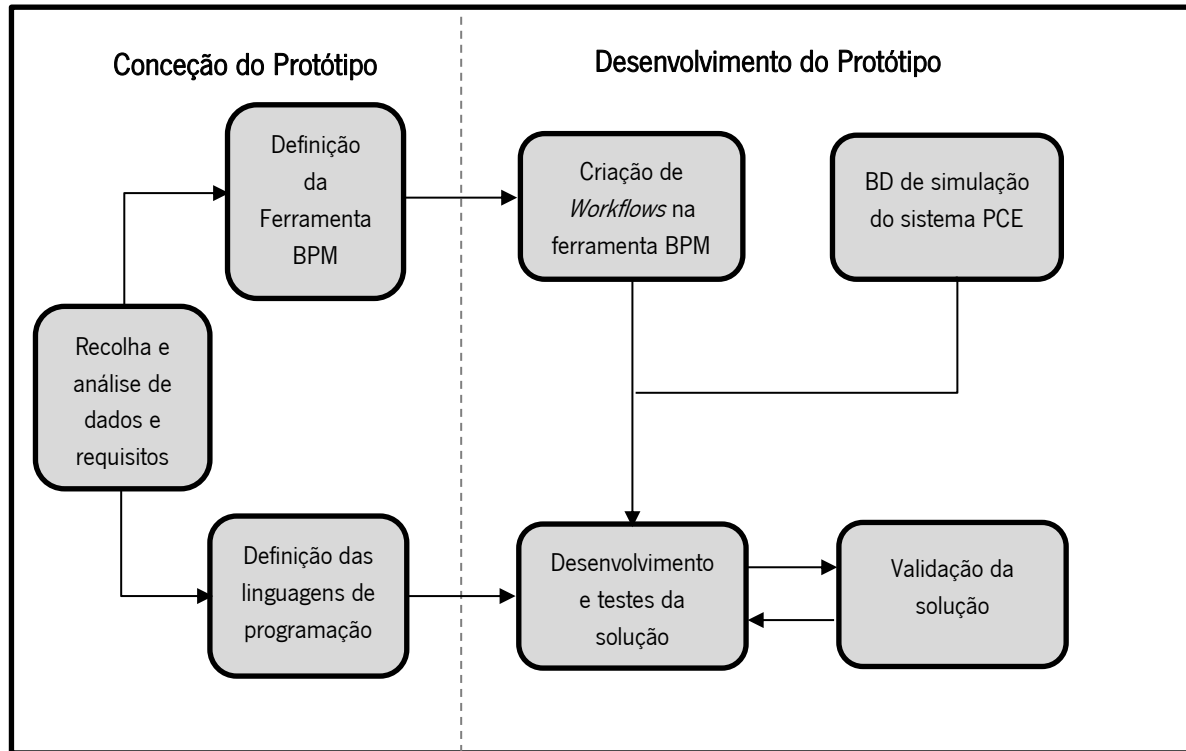 Conceção do Protótipo
Desenvolvimento do Protótipo
Definição
da
Ferramenta
BPM
Criação de
Workflows na
ferramenta BPM
BD de simulação
do sistema PCE
Recolha e
análise de
dados e
requisitos
Definição das
linguagens de
programação
Desenvolvimento
e testes da
solução
Validação da
solução